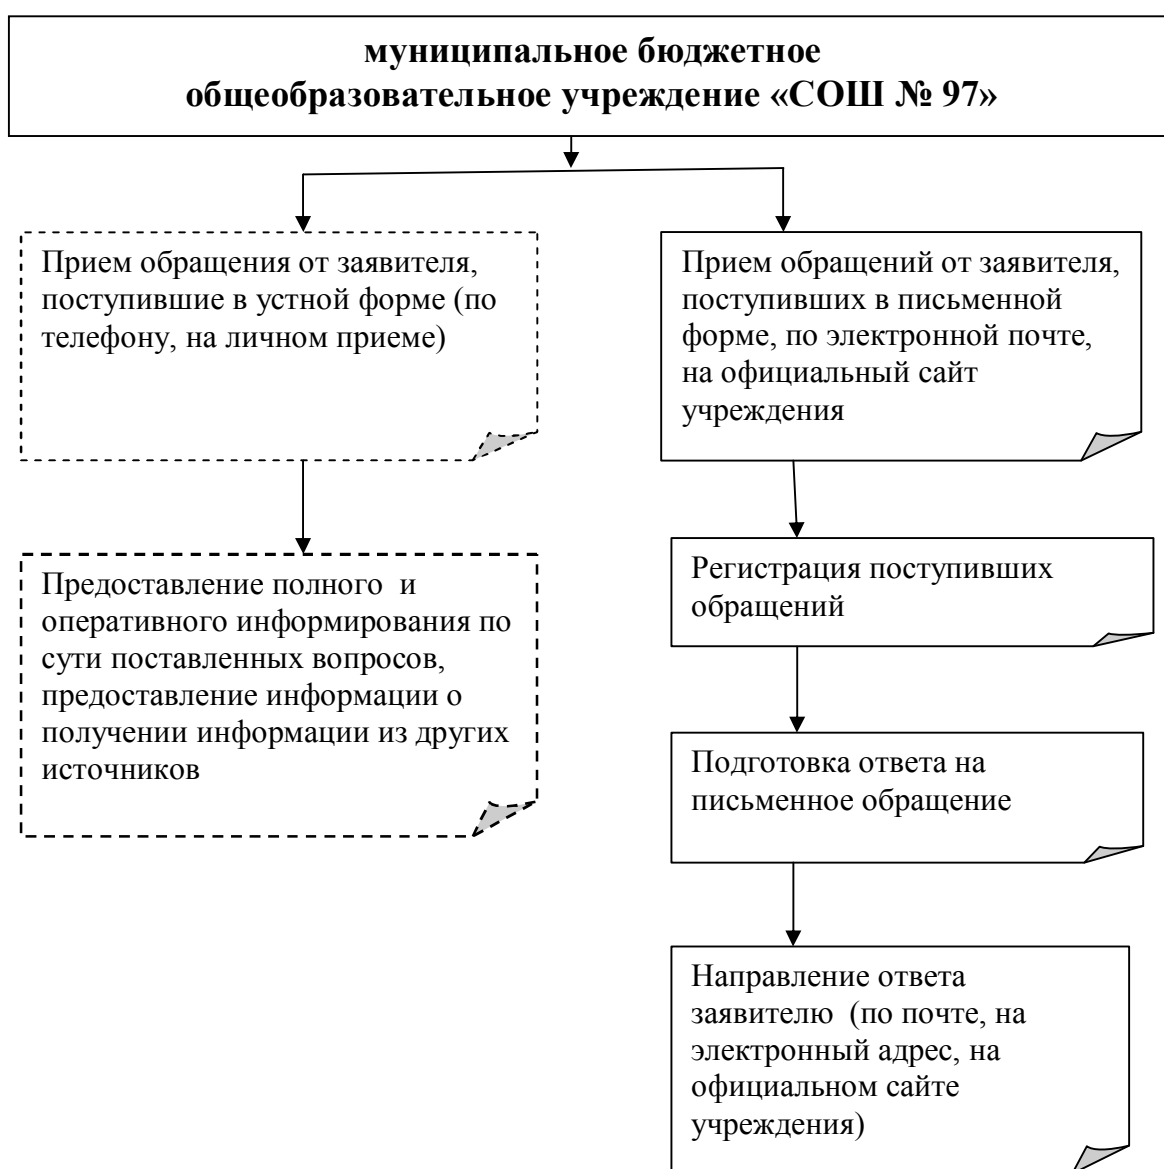 муниципальное бюджетное
общеобразовательное учреждение «СОШ № 97»
Прием обращения от заявителя,
поступившие в устной форме (по
телефону, на личном приеме)
Предоставление полного и
оперативного информирования по
сути поставленных вопросов,
предоставление информации о
получении информации из других
источников
Прием обращений от заявителя,
поступивших в письменной
форме, по электронной почте,
на официальный сайт
учреждения
Регистрация поступивших
обращений
Подготовка ответа на
письменное обращение
Направление ответа
заявителю (по почте, на
электронный адрес, на
официальном сайте
учреждения)